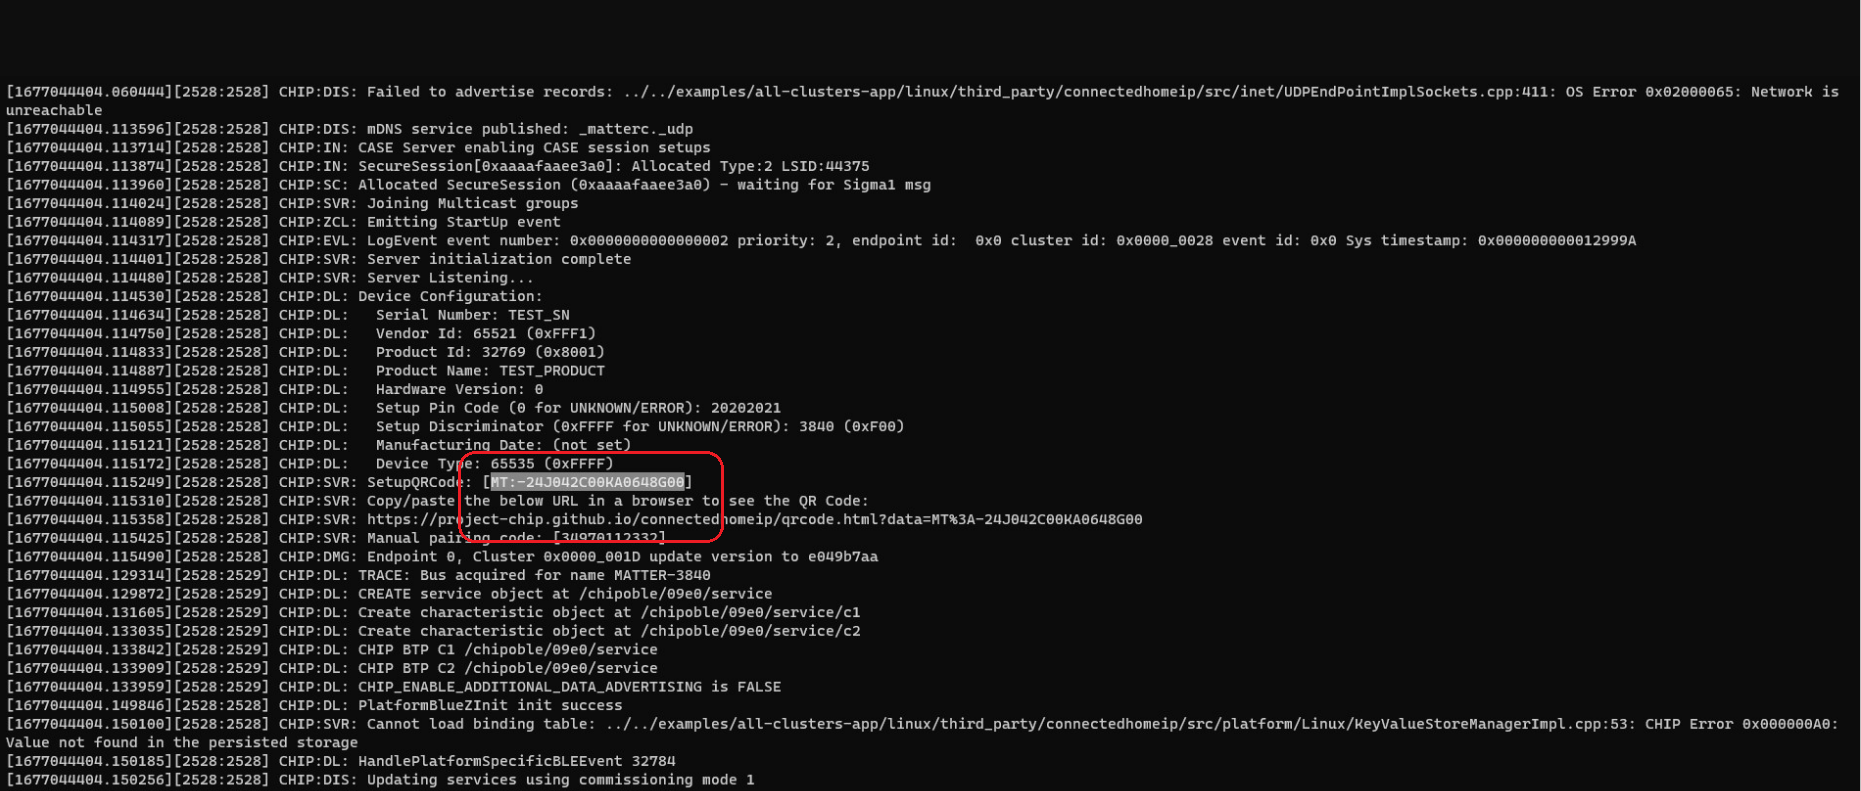 [1677044404.060444][2528:2528] CHIP:DIS: Failed to advertise records: ../../examples/all-clusters-app/linux/third_party/connectedhomeip/src/inet/UDPEndPointImplSockets.cpp:411: OS Error 0x02000065: Network is
unreachable
[1677044404.113596][2528:2528] CHIP:DIS: mDNS service published: _matterc._udp
[1677044404.113714][2528:2528] CHIP:IN: CASE Server enabling CASE session setups
[1677044404.113874][2528:2528] CHIP:IN: SecureSession[0xaaaafaaee3a0]: Allocated Type:2 LSID:44375
[1677044404.113960][2528:2528] CHIP:SC: Allocated SecureSession (0xaaaafaaee3a0) - waiting for Sigma1 msg
[1677044404.114024][2528:2528] CHIP:SVR: Joining Multicast groups
[1677044404.114089][2528:2528] CHIP:ZCL: Emitting StartUp event
[1677044404.114317][2528:2528] CHIP:EVL: LogEvent event number: 0x0000000000000002 priority: 2, endpoint id:  0x0 cluster id: 0x0000_0028 event id: 0x0 Sys timestamp: 0x000000000012999A
[1677044404.114401][2528:2528] CHIP:SVR: Server initialization complete
[1677044404.114480][2528:2528] CHIP:SVR: Server Listening...
[1677044404.114530][2528:2528] CHIP:DL: Device Configuration:
[1677044404.114634][2528:2528] CHIP:DL:   Serial Number: TEST_SN
[1677044404.114750][2528:2528] CHIP:DL:   Vendor Id: 65521 (0xFFF1)
[1677044404.114833][2528:2528] CHIP:DL:   Product Id: 32769 (0x8001)
[1677044404.114887][2528:2528] CHIP:DL:   Product Name: TEST_PRODUCT
[1677044404.114955][2528:2528] CHIP:DL:   Hardware Version: 0
[1677044404.115008][2528:2528] CHIP:DL:   Setup Pin Code (0 for UNKNOWN/ERROR): 20202021
[1677044404.115055][2528:2528] CHIP:DL:   Setup Discriminator (0xFFFF for UNKNOWN/ERROR): 3840 (0xF00)
[1677044404.115121][2528:2528] CHIP:DL:   Manufacturing Date: (not set)
[1677044404.115172][2528:2528] CHIP:DL:   Device Type: 65535 (0xFFFF)
[1677044404.115249][2528:2528] CHIP:SVR: SetupQRCode: [MT:-24J042C00KA0648G00]
[1677044404.115310][2528:2528] CHIP:SVR: Copy/paste the below URL in a browser to see the QR Code:
[1677044404.115358][2528:2528] CHIP:SVR: https://project-chip.github.io/connectedhomeip/qrcode.html?data=MT%3A-24J042C00KA0648G00
[1677044404.115425][2528:2528] CHIP:SVR: Manual pairing code: [34970112332]
[1677044404.115490][2528:2528] CHIP:DMG: Endpoint 0, Cluster 0x0000_001D update version to e049b7aa
[1677044404.129314][2528:2529] CHIP:DL: TRACE: Bus acquired for name MATTER-3840
[1677044404.129872][2528:2529] CHIP:DL: CREATE service object at /chipoble/09e0/service
[1677044404.131605][2528:2529] CHIP:DL: Create characteristic object at /chipoble/09e0/service/c1
[1677044404.133035][2528:2529] CHIP:DL: Create characteristic object at /chipoble/09e0/service/c2
[1677044404.133842][2528:2529] CHIP:DL: CHIP BTP C1 /chipoble/09e0/service
[1677044404.133909][2528:2529] CHIP:DL: CHIP BTP C2 /chipoble/09e0/service
[1677044404.133959][2528:2529] CHIP:DL: CHIP_ENABLE_ADDITIONAL_DATA_ADVERTISING is FALSE
[1677044404.149846][2528:2529] CHIP:DL: PlatformBlueZInit init success
[1677044404.150100][2528:2528] CHIP:SVR: Cannot load binding table: ../../examples/all-clusters-app/linux/third_party/connectedhomeip/src/platform/Linux/KeyValueStoreManagerImpl.cpp:53: CHIP Error 0x000000A0:
Value not found in the persisted storage
[1677044404.150185][2528:2528] CHIP:DL: HandlePlatformSpecificBLEEvent 32784
[1677044404.150256][2528:2528] CHIP:DIS: Updating services using commissioning mode 1